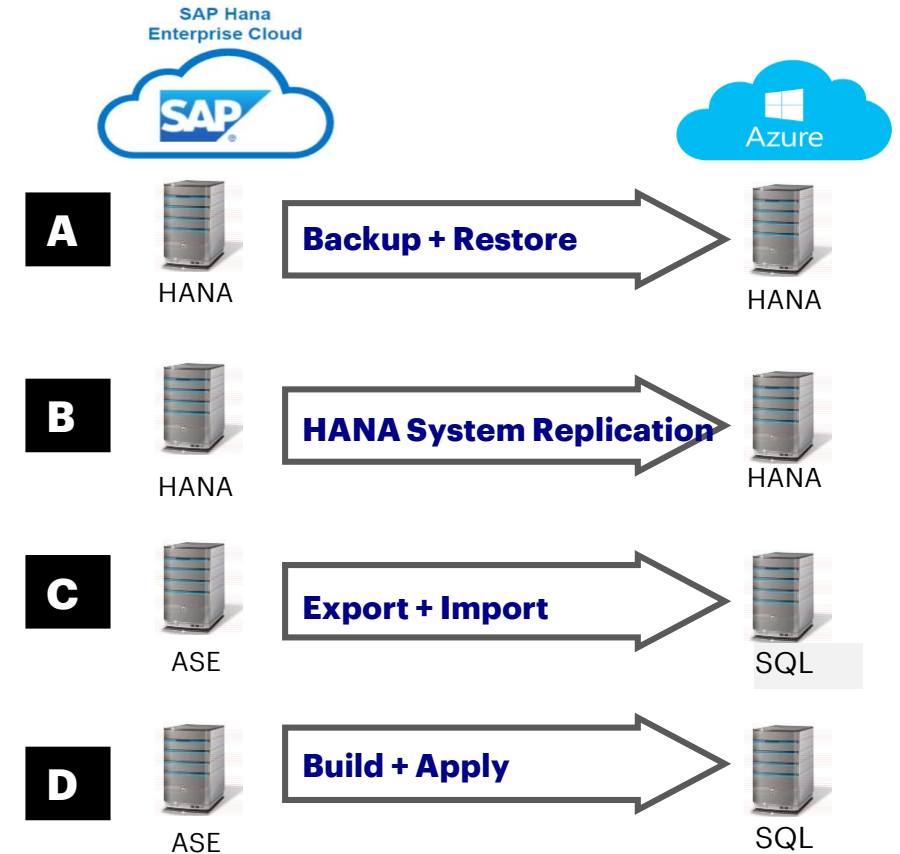 SAP Hana
Enterprise Cloud
SAP
®
Azure
A
Backup + Restore
HANA
HANA
B
HANA System Replication
HANA
HANA
C
Export + Import
ASE
SQL
D
Build + Apply
ASE
SQL